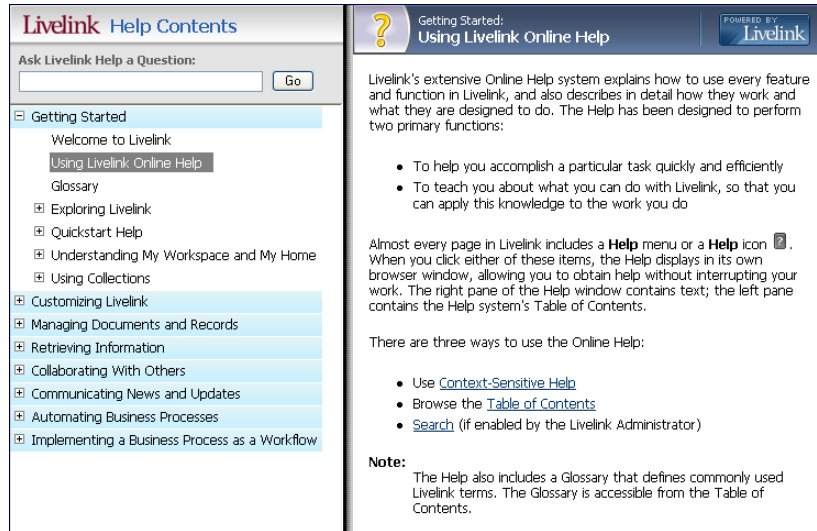 Livelink Help Contents
Ask Livelink Help a Question:
Go
Getting Started
Welcome to Livelink
Using Livelink Online Help
Glossary
Exploring Livelink
Quickstart Help
Understanding My Workspace and My Home
Using Collections
Customizing Livelink
Managing Documents and Records
Retrieving Information
Collaborating With Others
Communicating News and Updates
Automating Business Processes
Implementing a Business Process as a Workflow
Getting Started:
Using Livelink Online Help
POWERED BY
Livelink
Livelink's extensive Online Help system explains how to use every feature
and function in Livelink, and also describes in detail how they work and
what they are designed to do. The Help has been designed to perform
two primary functions:
• To help you accomplish a particular task quickly and efficiently
• To teach you about what you can do with Livelink, so that you
can apply this knowledge to the work you do
Almost every page in Livelink includes a Help menu or a Help icon ? .
When you click either of these items, the Help displays in its own
browser window, allowing you to obtain help without interrupting your
work. The right pane of the Help window contains text; the left pane
contains the Help system's Table of Contents.
There are three ways to use the Online Help:
• Use Context-Sensitive Help
• Browse the Table of Contents
• Search (if enabled by the Livelink Administrator)
Note:
The Help also includes a Glossary that defines commonly used
Livelink terms. The Glossary is accessible from the Table of
Contents.